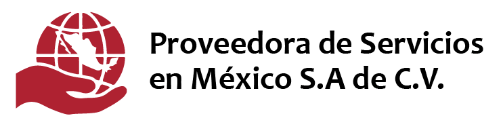 Proveedora de Servicios
en México S.A de C.V.